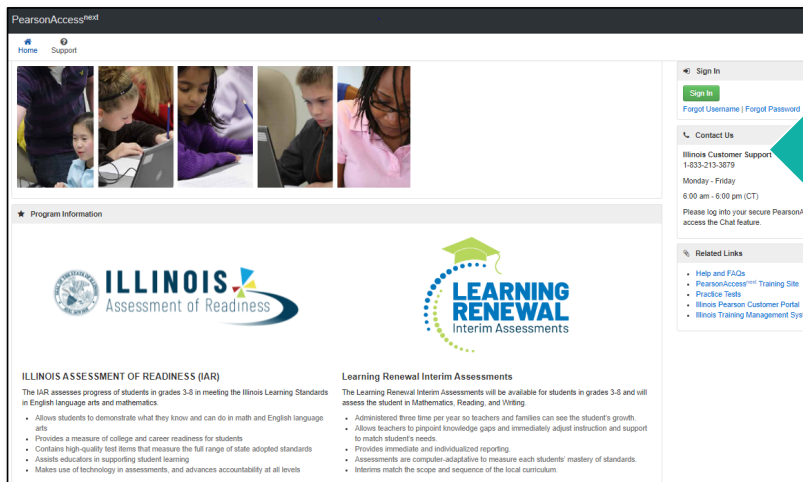 PearsonAccessnext
Home Support
Sign In
Sign In
Forgot Username | Forgot Password
Contact Us
Illinois Customer Support
1-833-213-3879
Monday - Friday
6:00 am - 6:00 pm (CT)
Please log into your secure
access the Chat feature.
Related Links
Help and FAQs
PearsonAccessnext Training Site
Practice Tests
Illinois Pearson Customer Portal
Illinois Training Management
Program Information
ILLINOIS
Assessment of Readiness
LEARNING
RENEWAL
Interim Assessments
ILLINOIS ASSESSMENT OF READINESS (IAR)
The IAR assesses progress of students in grades 3-8 in meeting the Illinois Learning Standards
in English language arts and mathematics.
Allows students to demonstrate what they know and can do in math and English language
arts
Provides a measure of college and career readiness for students
Contains high-quality test items that measure the full range of state adopted standards
Assists educators in supporting student learning
Makes use of technology in assessments, and advances accountability at all levels
Learning Renewal Interim Assessments
The Learning Renewal Interim Assessments will be available for students in grades 3-8 and will
assess the student in Mathematics, Reading, and Writing.
Administered three time per year so teachers and families can see the student's growth.
Allows teachers to pinpoint knowledge gaps and immediately adjust instruction and support
to match student's needs.
Provides immediate and individualized reporting.
Assessments are computer-adaptive to measure each students' mastery of standards.
Interims match the scope and sequence of the local curriculum.